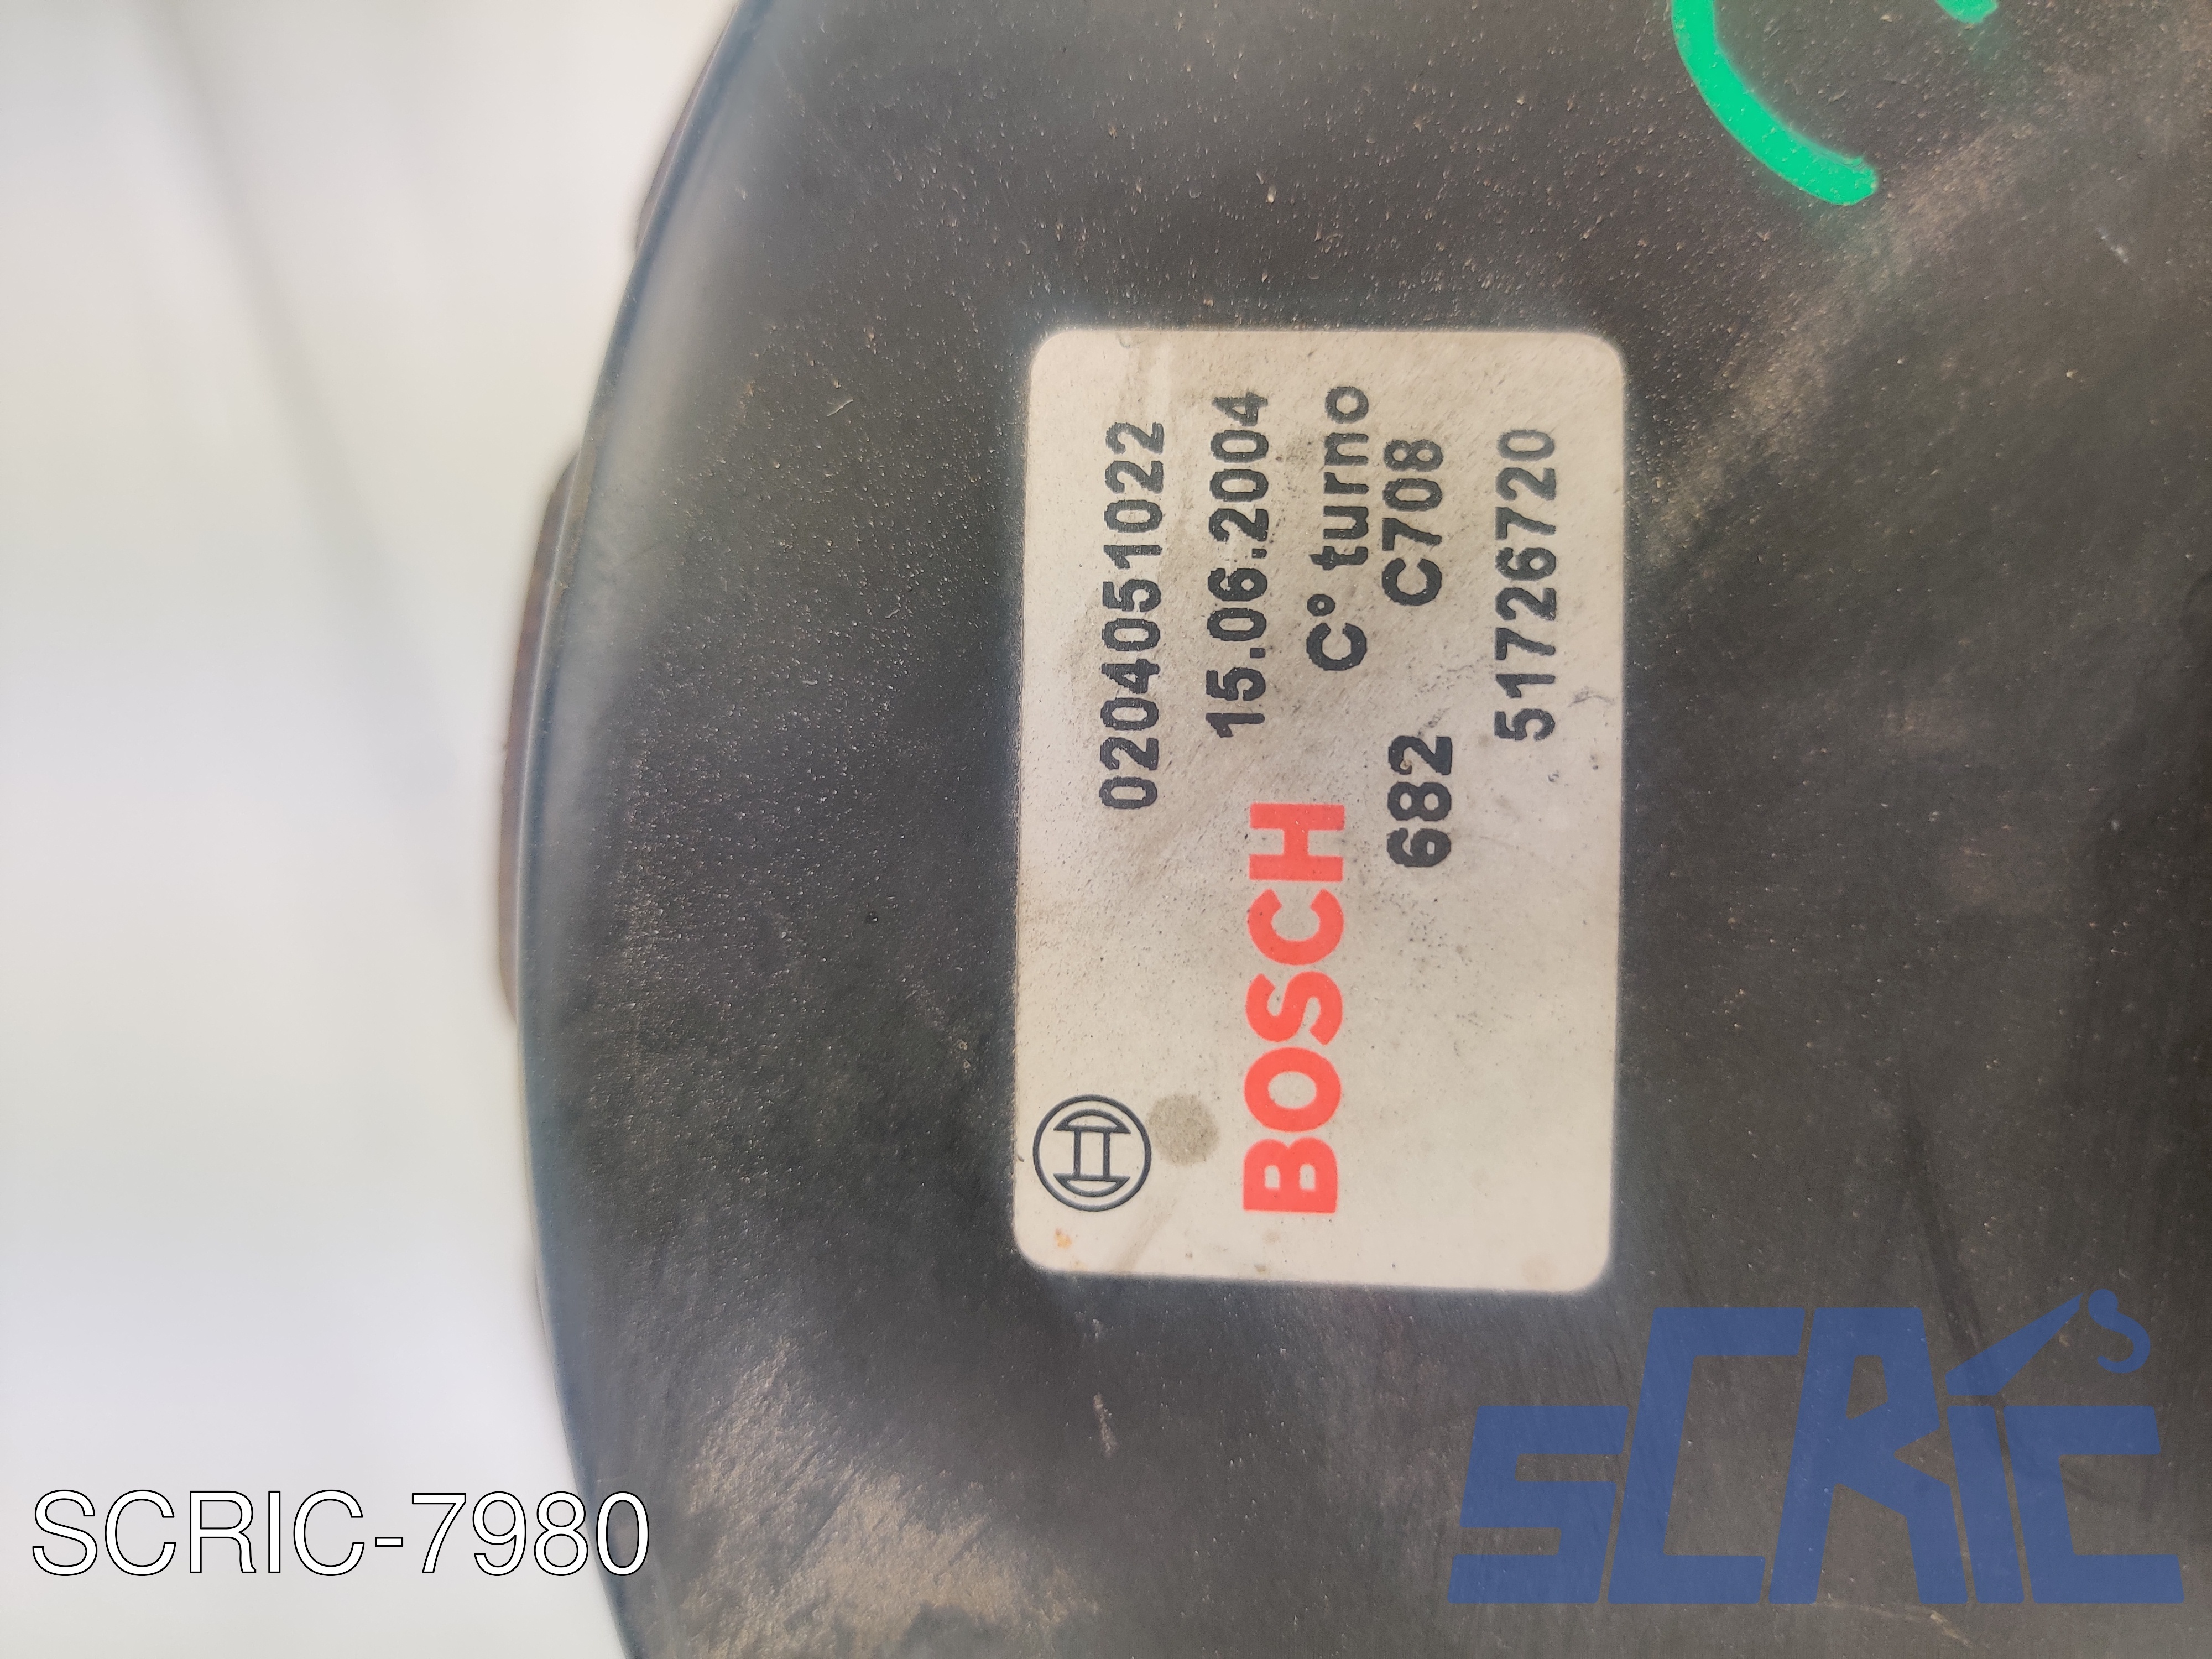 0204051022
15.06.2004
BOSCH C° turno
682 C708
51726720
SCRIC-7980
SCRIC